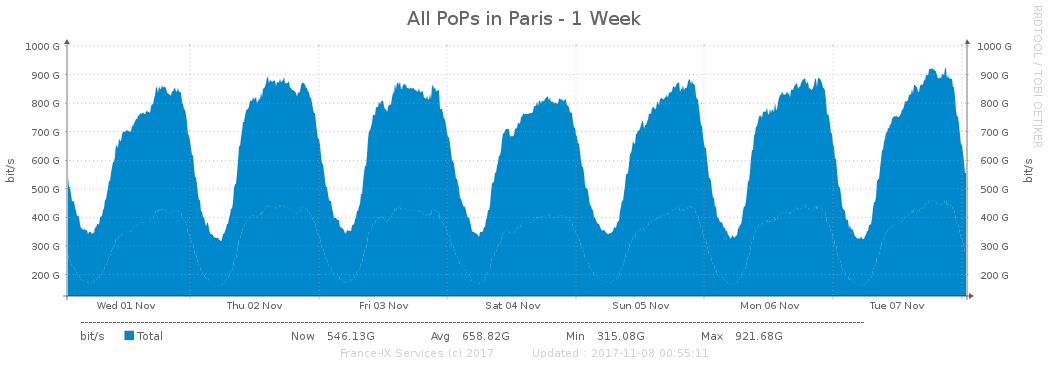 All PoPs in Paris - 1 Week
RRDTOOL / TOBI OETIKER
bit/s
1000 G
900 G
800 G
700 G
600 G
500 G
400 G
300 G
200 G
1000 G
900 G
800 G
700 G
600 G
500 G
400 G
300 G
200 G
bit/s
Wed 01 Nov Thu 02 Nov Fri 03 Nov Sat 04 Nov Sun 05 Nov Mon 06 Nov Tue 07 Nov
bit/s Total Now 546.13G Avg 658.82G Min 315.08G Max 921.68G
France-IX Services (c) 2017 Updated : 2017-11-08 00:55:11